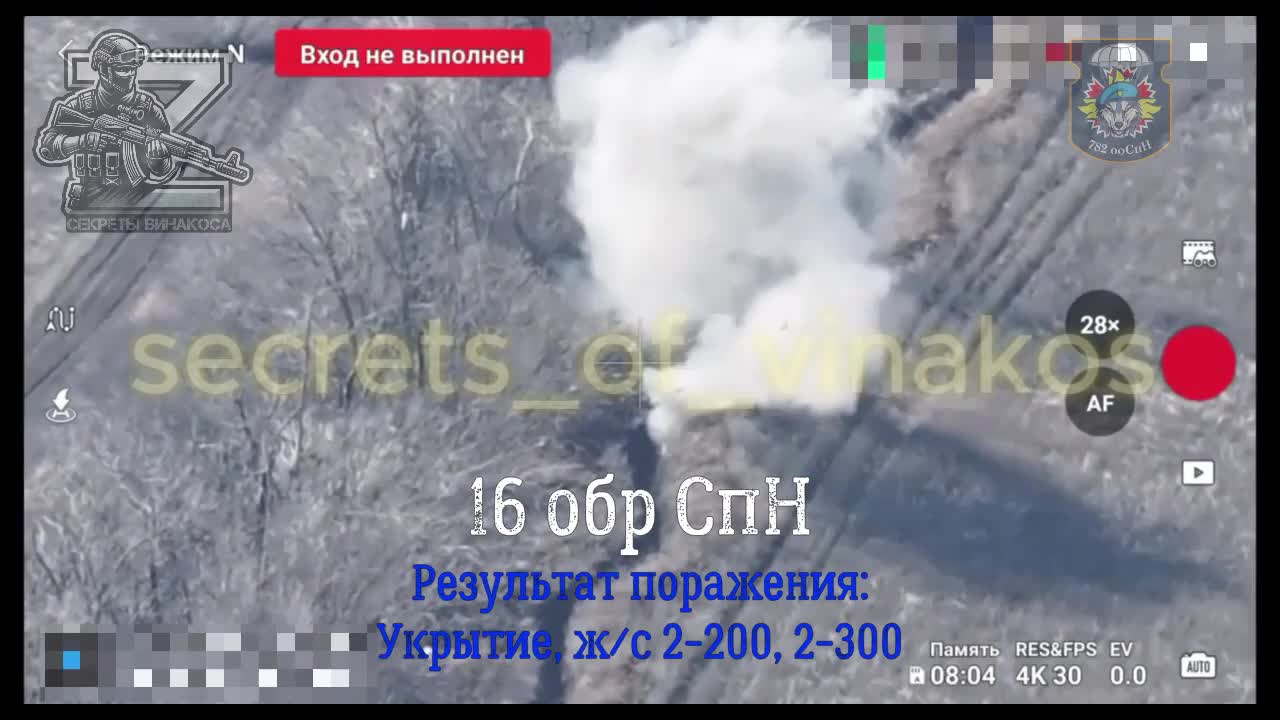 Режим N
Вход не выполнен
782 ооСпН
Z
СЕКРЕТЫ ВИНАКОСА
28×
secrets_of_vinakos
AF
16 обр СпН
Результат поражения:
Укрытие, ж/с 2-200, 2-300
Память RES&FPS EV
08:04 4K 30 0.0
AUTO